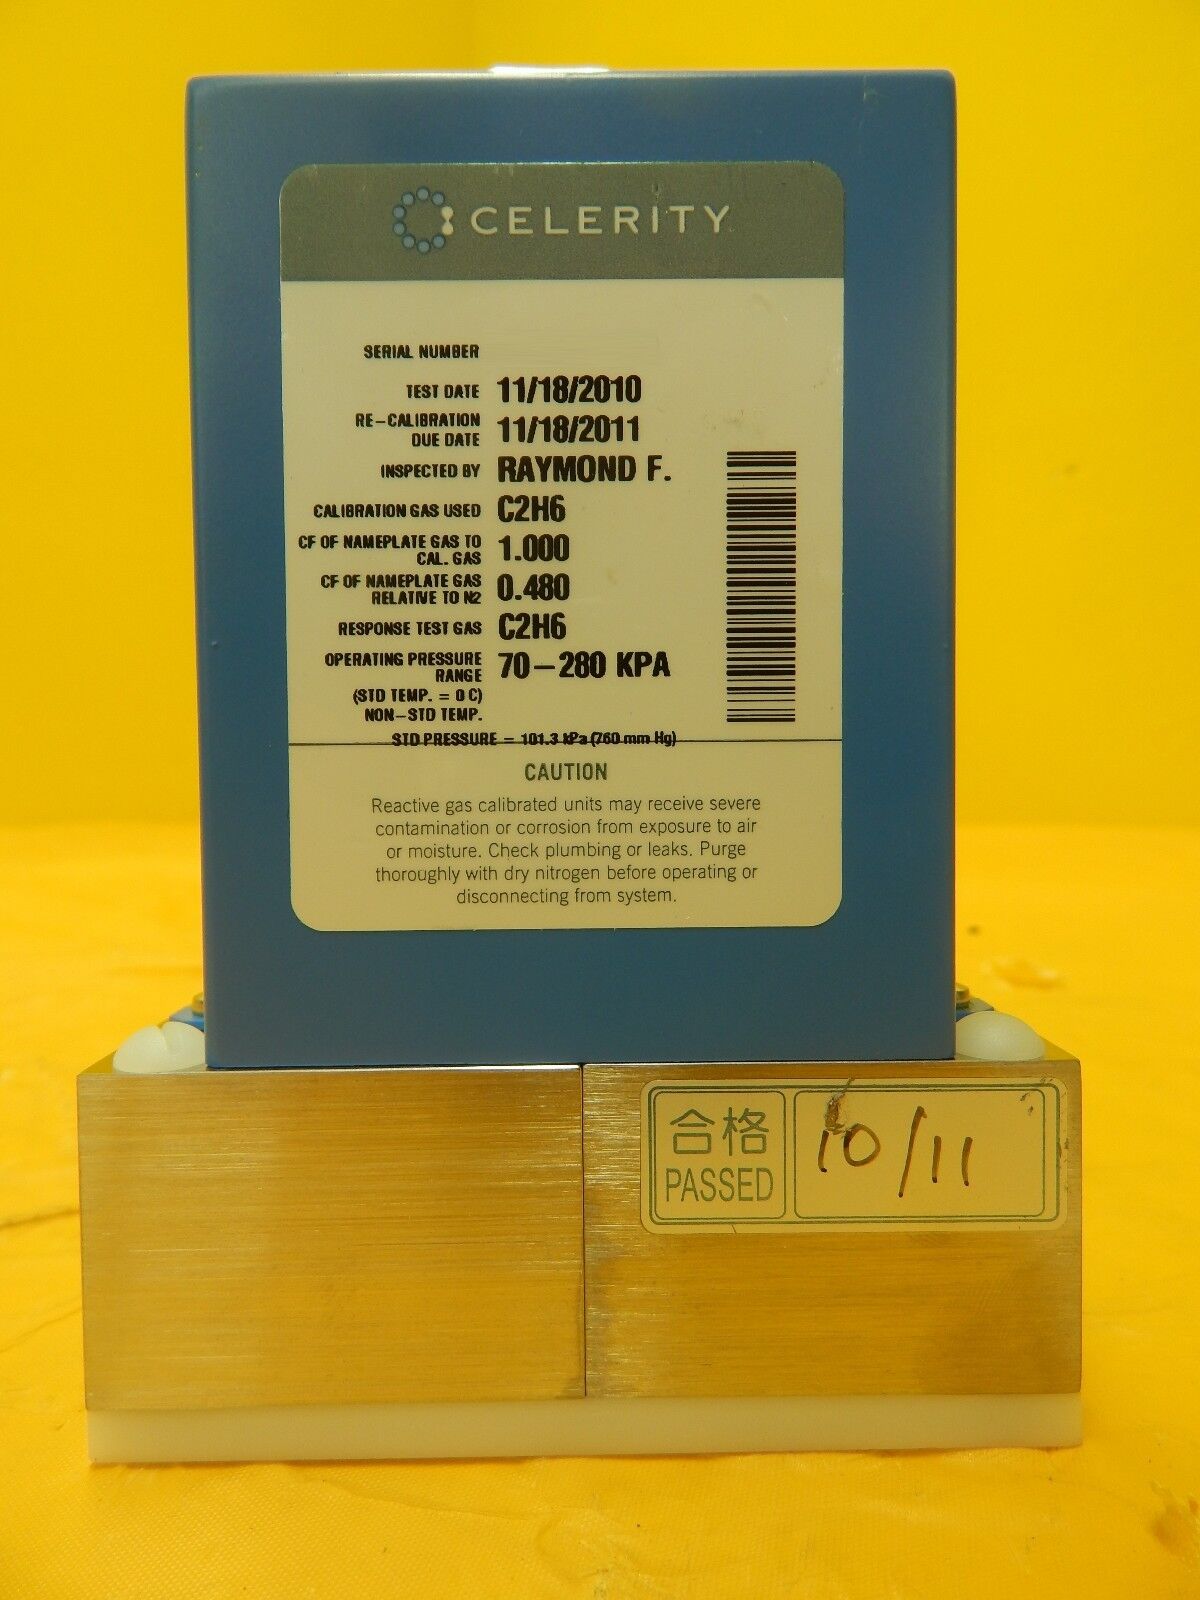 CELERITY
SERIAL NUMBER
TEST DATE 11/18/2010
RE-CALIBRATION
DUE DATE 11/18/2011
INSPECTED BY RAYMOND F.
CALIBRATION GAS USED C2H6
CF OF NAMEPLATE GAS TO
CAL. GAS 1.000
CF OF NAMEPLATE GAS
RELATIVE TO N2 0.480
RESPONSE TEST GAS C2H6
OPERATING PRESSURE
RANGE 70-280 KPA
(STD TEMP. = 0 C)
NON-STD TEMP.
STD PRESSURE = 101.3 kPa (760 mm Hg)
CAUTION
Reactive gas calibrated units may receive severe
contamination or corrosion from exposure to air
or moisture. Check plumbing or leaks. Purge
thoroughly with dry nitrogen before operating or
disconnecting from system.
合格
PASSED
10/11